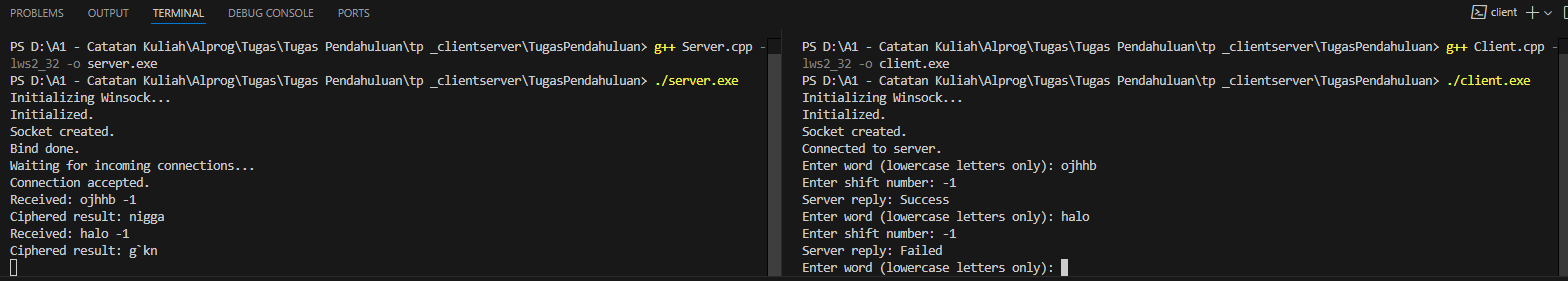 PROBLEMS OUTPUT TERMINAL DEBUG CONSOLE PORTS
client
PS D:\A1 - Catatan Kuliah\Alprog\Tugas\Tugas Pendahuluan\tp _clientserver\TugasPendahuluan> g++ Server.cpp -
lws2_32 -o server.exe
PS D:\A1 - Catatan Kuliah\Alprog\Tugas\Tugas Pendahuluan\tp _clientserver\TugasPendahuluan> ./server.exe
Initializing Winsock...
Initialized.
Socket created.
Bind done.
Waiting for incoming connections...
Connection accepted.
Received: ojhhb -1
Ciphered result: nigga
Received: halo -1
Ciphered result: g`kn
PS D:\A1 - Catatan Kuliah\Alprog\Tugas\Tugas Pendahuluan\tp _clientserver\TugasPendahuluan> g++ Client.cpp -
lws2_32 -o client.exe
PS D:\A1 - Catatan Kuliah\Alprog\Tugas\Tugas Pendahuluan\tp _clientserver\TugasPendahuluan> ./client.exe
Initializing Winsock...
Initialized.
Socket created.
Connected to server.
Enter word (lowercase letters only): ojhhb
Enter shift number: -1
Server reply: Success
Enter word (lowercase letters only): halo
Enter shift number: -1
Server reply: Failed
Enter word (lowercase letters only):